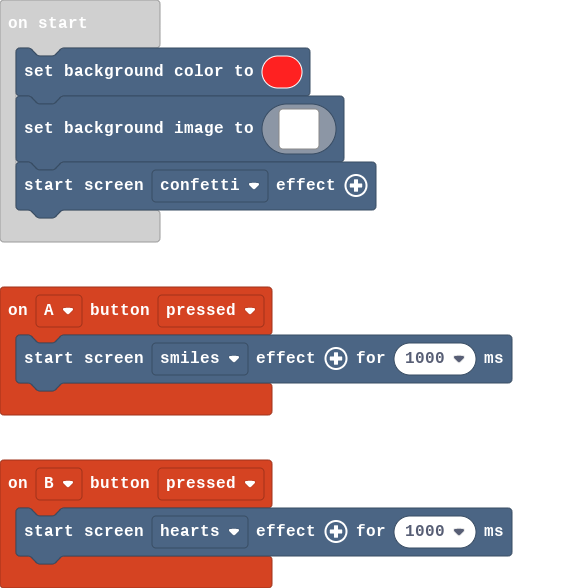 on start
set background color to
set background image to
start screen confetti effect
on A button pressed
start screen smiles effect for 1000 ms
on B button pressed
start screen hearts effect for 1000 ms